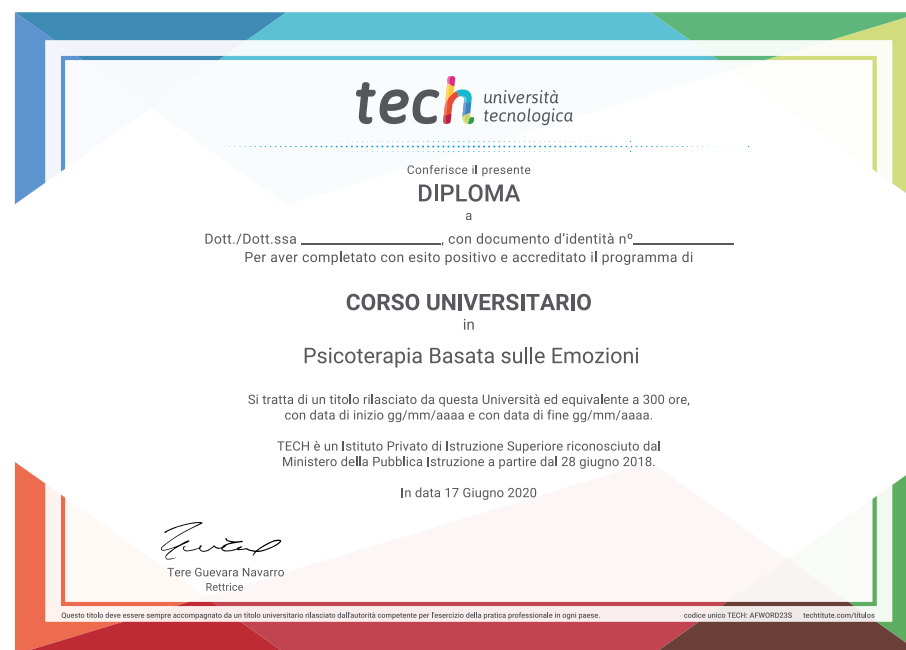 tech università
tecnologica
Conferisce il presente
DIPLOMA
a
Dott./Dott.ssa ____________________, con documento d'identità nº______________
Per aver completato con esito positivo e accreditato il programma di
CORSO UNIVERSITARIO
in
Psicoterapia Basata sulle Emozioni
Si tratta di un titolo rilasciato da questa Università ed equivalente a 300 ore,
con data di inizio gg/mm/aaaa e con data di fine gg/mm/aaaa.
TECH è un Istituto Privato di Istruzione Superiore riconosciuto dal
Ministero della Pubblica Istruzione a partire dal 28 giugno 2018.
In data 17 Giugno 2020
Tere Guevara Navarro
Rettrice
Questo titolo deve essere sempre accompagnato da un titolo universitario rilasciato dall'autorità competente per l'esercizio della pratica professionale in ogni paese. codice unico TECH: AFWORD23S techtitute.com/titulos